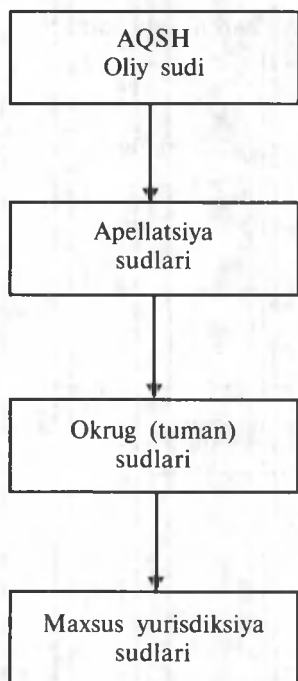 AQSH
Oliy sudi
Apellatsiya
sudlari
Okrug (tuman)
sudlari
Maxsus yurisdiksiya
sudlari